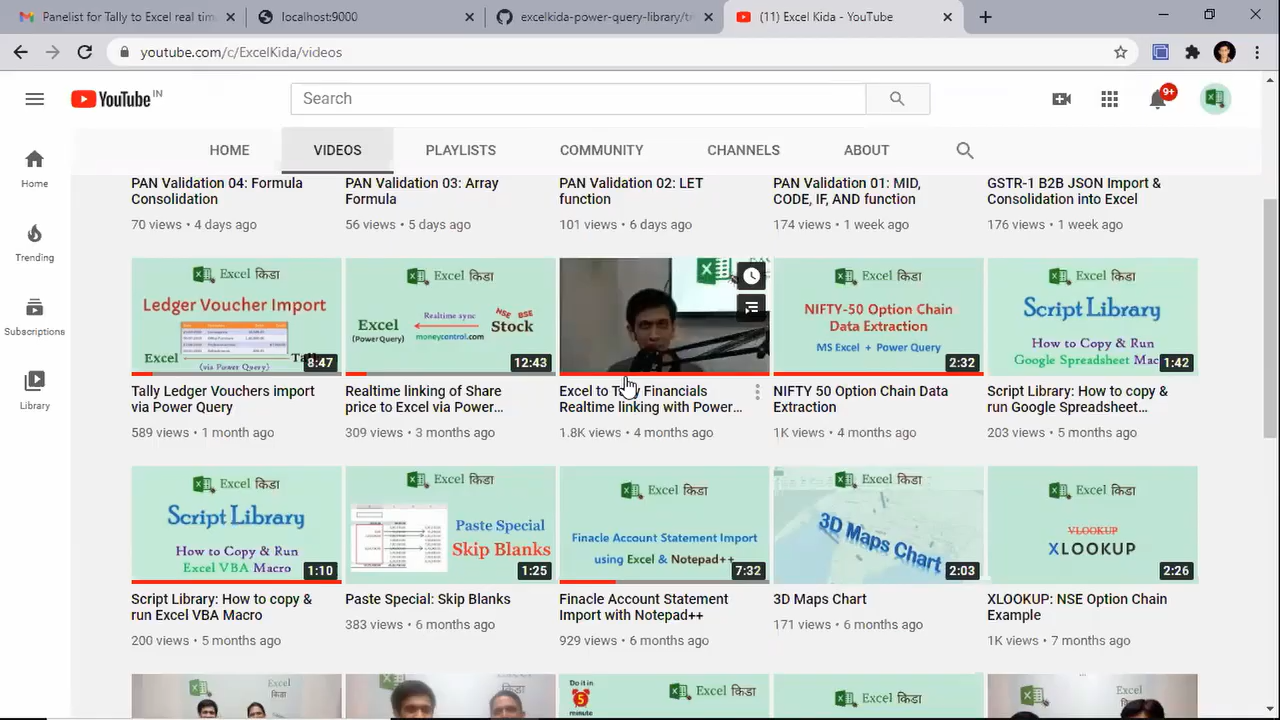 Panelist for Tally to Excel real tim
localhost:9000
excelkida-power-query-library/tr
(11) Excel Kida - YouTube
youtube.com/c/ExcelKida/videos
YouTube IN
Search
9+
HOME
VIDEOS
PLAYLISTS
COMMUNITY
CHANNELS
ABOUT
Home
Trending
Subscriptions
Library
PAN Validation 04: Formula
Consolidation
70 views • 4 days ago
PAN Validation 03: Array
Formula
56 views • 5 days ago
PAN Validation 02: LET
function
101 views • 6 days ago
PAN Validation 01: MID,
CODE, IF, AND function
174 views • 1 week ago
GSTR-1 B2B JSON Import &
Consolidation into Excel
176 views • 1 week ago
Excel किडा
Ledger Voucher Import
Excel
(via Power Query)
8:47
Tally Ledger Vouchers import
via Power Query
589 views • 1 month ago
Excel किडा
Realtime sync
NSE BSE
Excel
Stock
(Power Query)
moneycontrol.com
12:43
Realtime linking of Share
price to Excel via Power...
309 views • 3 months ago
Excel to Tally Financials
Realtime linking with Power...
1.8K views • 4 months ago
Excel किडा
NIFTY-50 Option Chain
Data Extraction
MS Excel + Power Query
2:32
NIFTY 50 Option Chain Data
Extraction
1K views • 4 months ago
Excel किडा
Script Library
How to Copy & Run
Google Spreadsheet Mac
1:42
Script Library: How to copy &
run Google Spreadsheet...
203 views • 5 months ago
Excel किडा
Script Library
How to Copy & Run
Excel VBA Macro
1:10
Script Library: How to copy &
run Excel VBA Macro
200 views • 5 months ago
Excel किडा
Paste Special
Skip Blanks
1:25
Paste Special: Skip Blanks
383 views • 6 months ago
Excel किडा
Finacle Account Statement Import
using Excel & Notepad++
7:32
Finacle Account Statement
Import with Notepad++
929 views • 6 months ago
Excel किडा
3D Maps Chart
2:03
3D Maps Chart
171 views • 6 months ago
Excel किडा
VLOOKUP
XLOOKUP
2:26
XLOOKUP: NSE Option Chain
Example
1K views • 7 months ago
Excel किडा
Excel किडा
Do it in
5
minute
Excel किडा
Excel किडा
Excel किडा